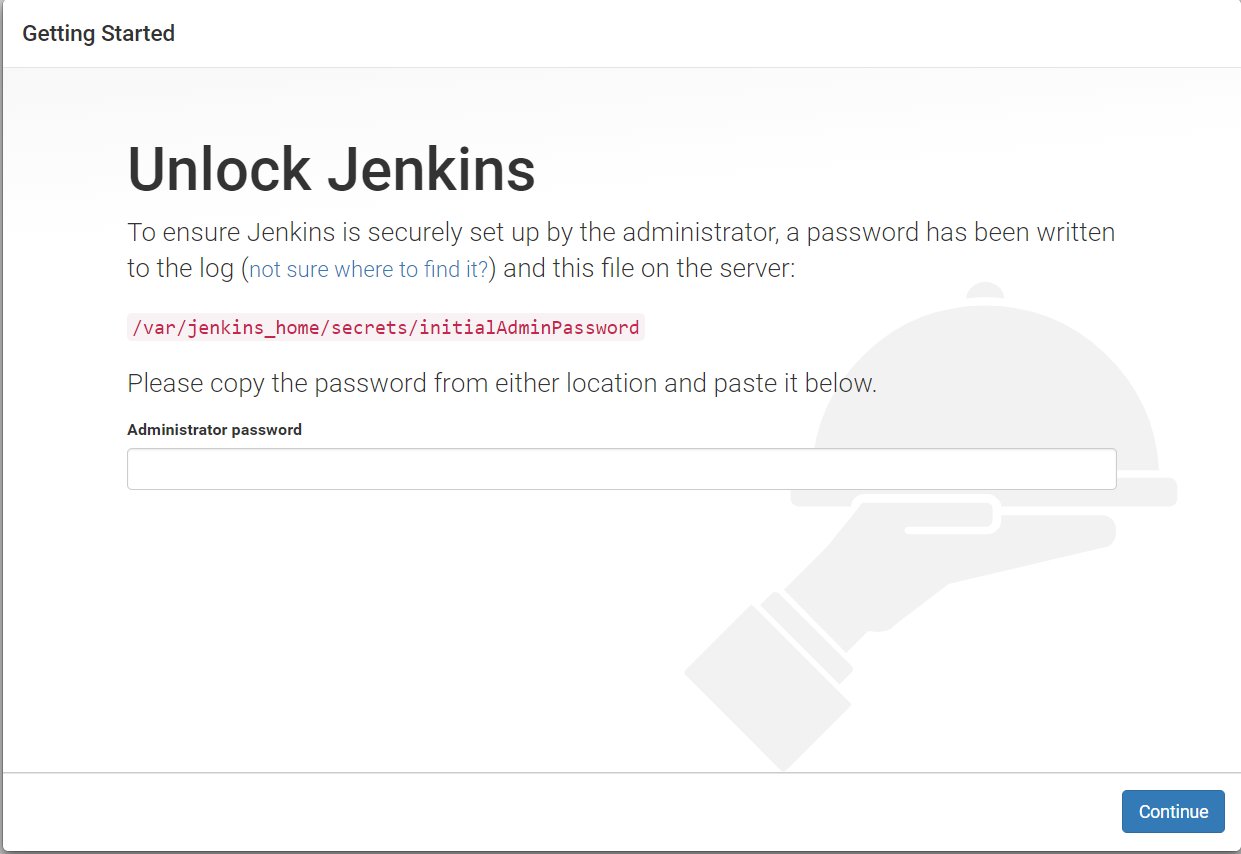 Getting Started
Unlock Jenkins
To ensure Jenkins is securely set up by the administrator, a password has been written
to the log (not sure where to find it?) and this file on the server:
/var/jenkins_home/secrets/initialAdminPassword
Please copy the password from either location and paste it below.
Administrator password
Continue